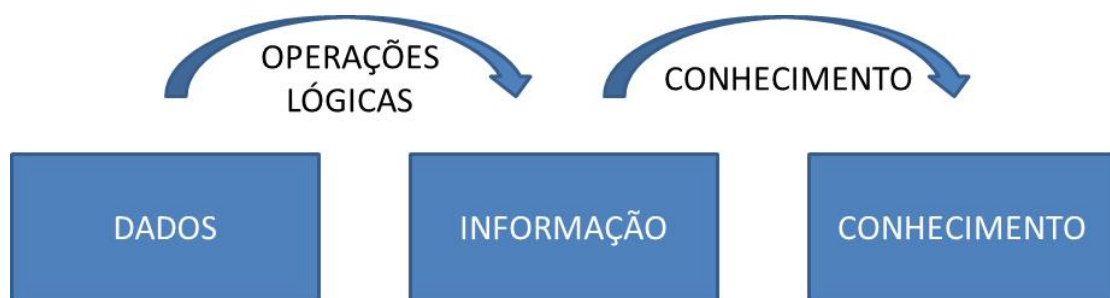 OPERAÇÕES
LÓGICAS
CONHECIMENTO
DADOS
INFORMAÇÃO
CONHECIMENTO